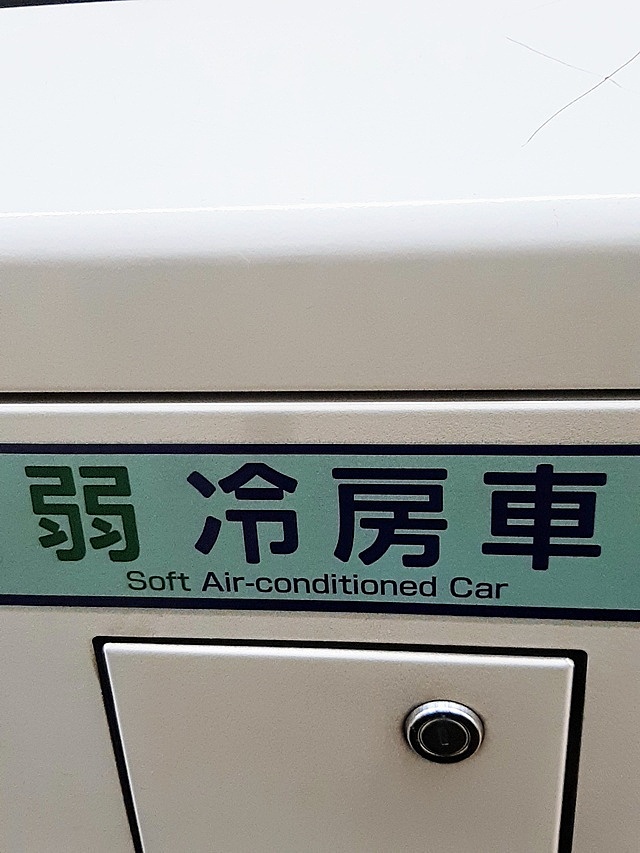 弱冷房車
Soft Air-conditioned Car